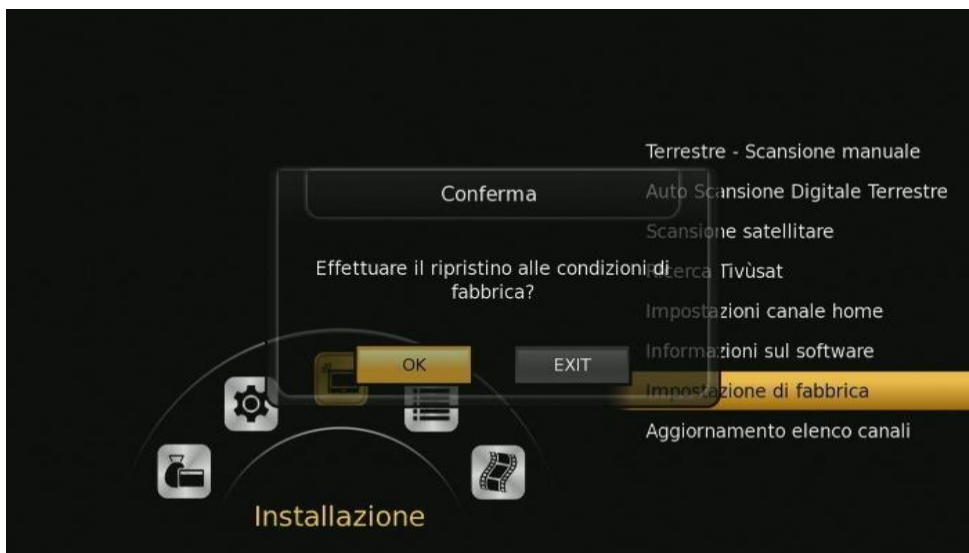 Terrestre - Scansione manuale
Auto Scansione Digitale Terrestre
Scansione satellitare
Ricerca Tivùsat
Impostazioni canale home
Informazioni sul software
Impostazione di fabbrica
Aggiornamento elenco canali
Conferma
Effettuare il ripristino alle condizioni di
fabbrica?
OK
EXIT
Installazione